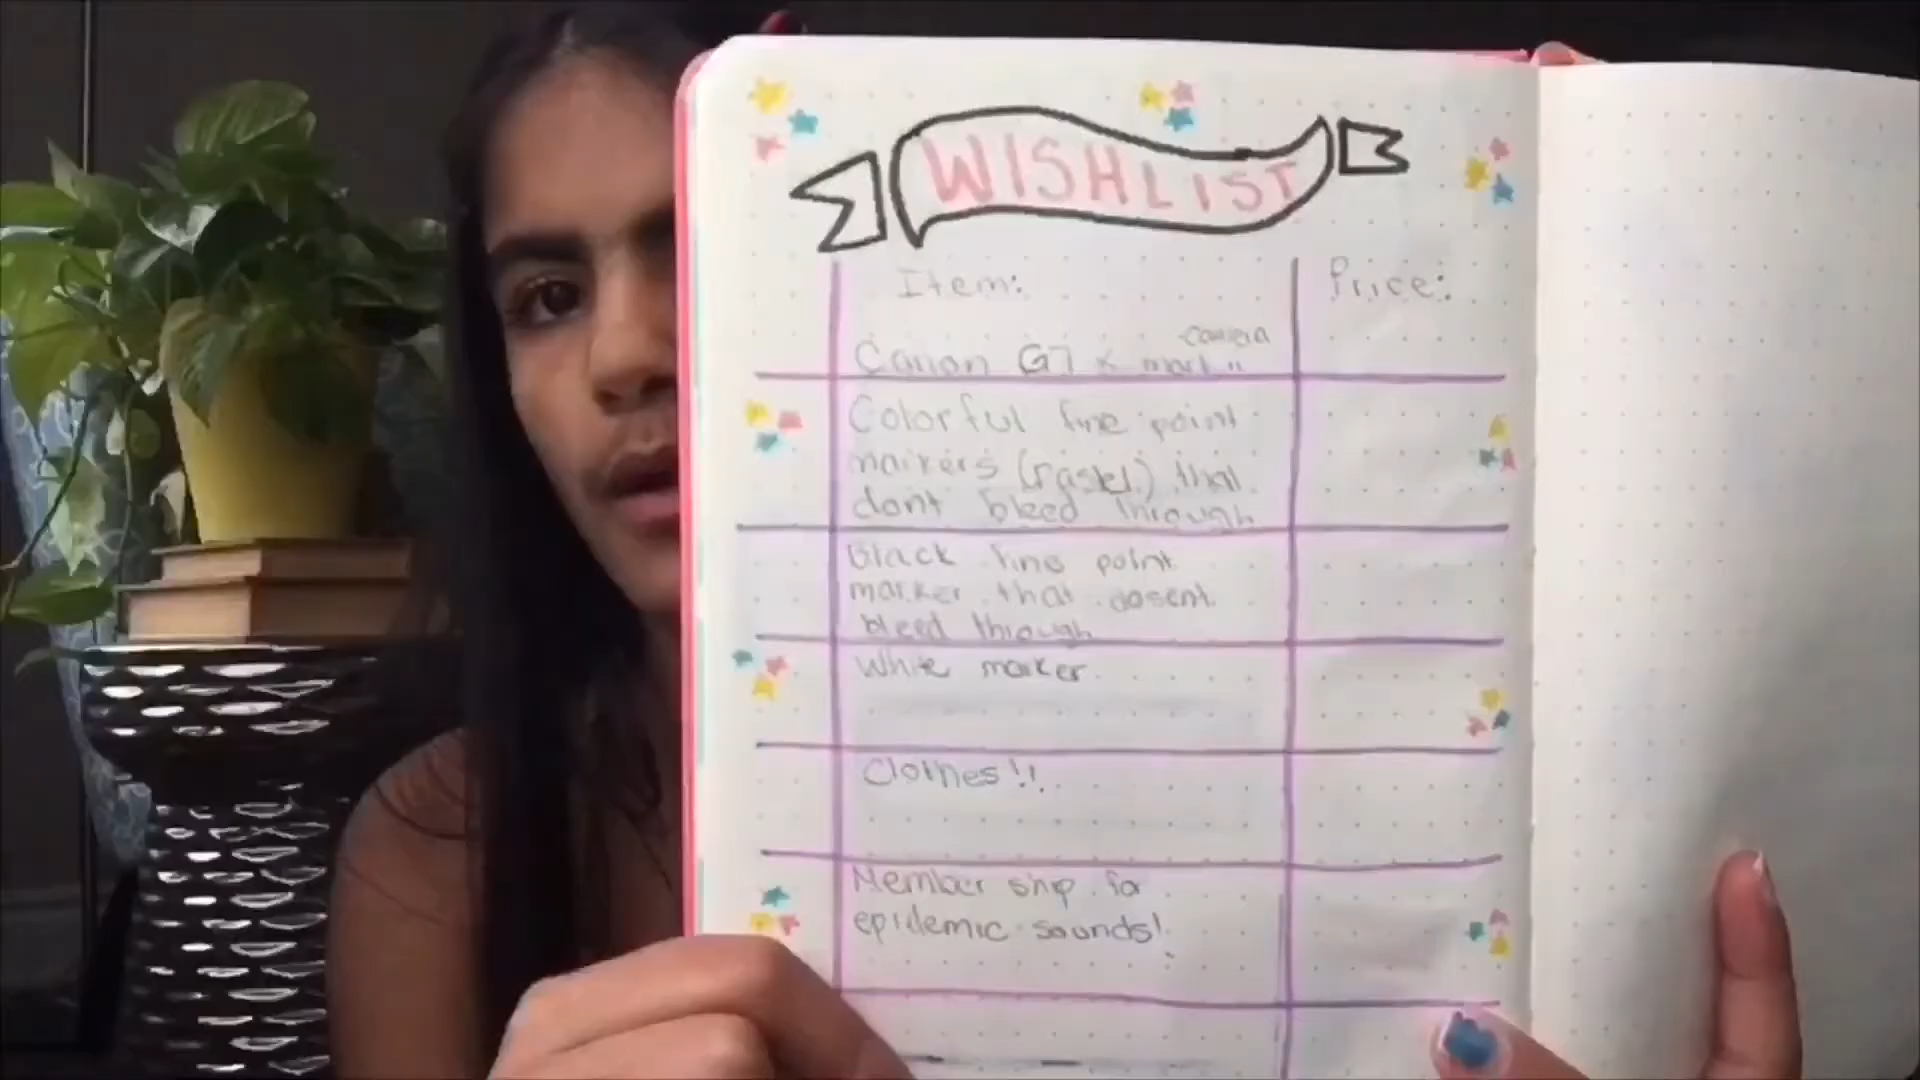 WISHLIST
Item: Price:
camera
Canon G7 x mark II
Colorful fine point
markers (Pastel) that
dont bleed through
Black fine point
marker that dosent
bleed through
White marker
Clothes!!
Member ship for
epidemic sounds!